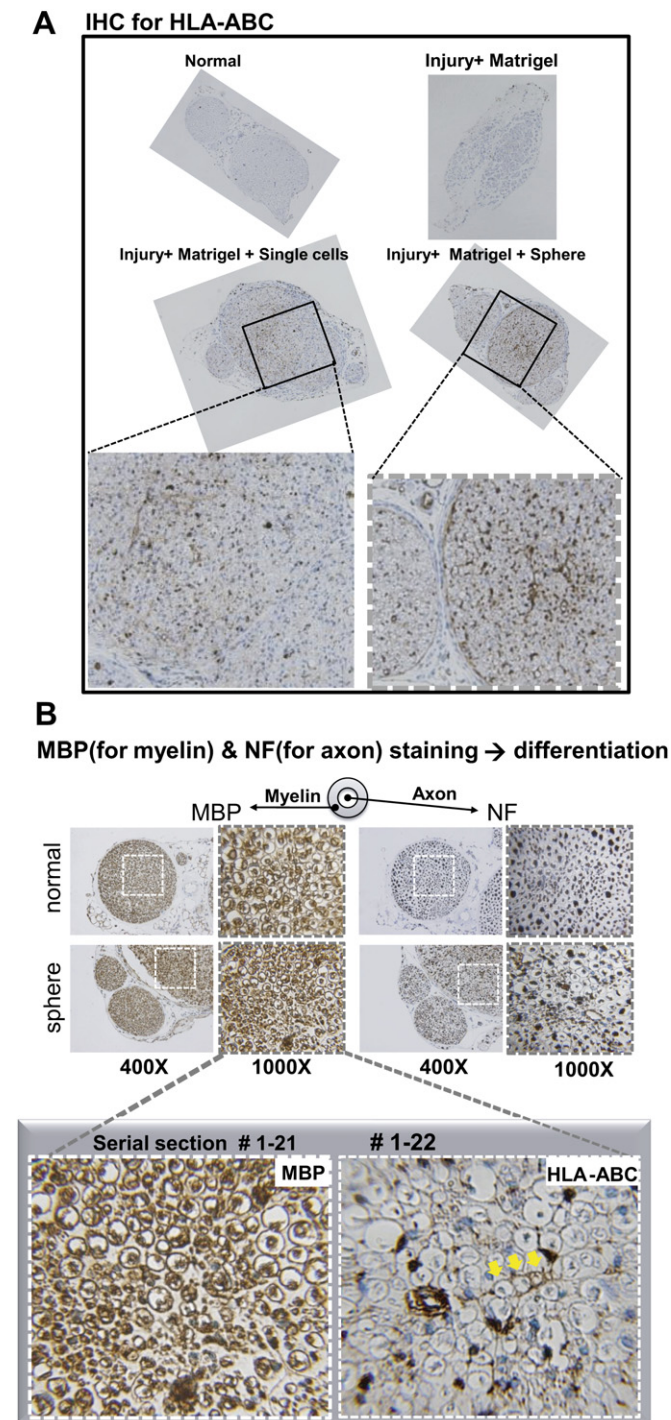 A
IHC for HLA-ABC
Normal
Injury+ Matrigel
Injury+ Matrigel + Single cells
Injury+ Matrigel + Sphere
B
MBP(for myelin) & NF(for axon) staining → differentiation
Myelin
Axon
MBP
NF
normal
sphere
400X
1000X
400X
1000X
Serial section # 1-21
# 1-22
MBP
HLA-ABC